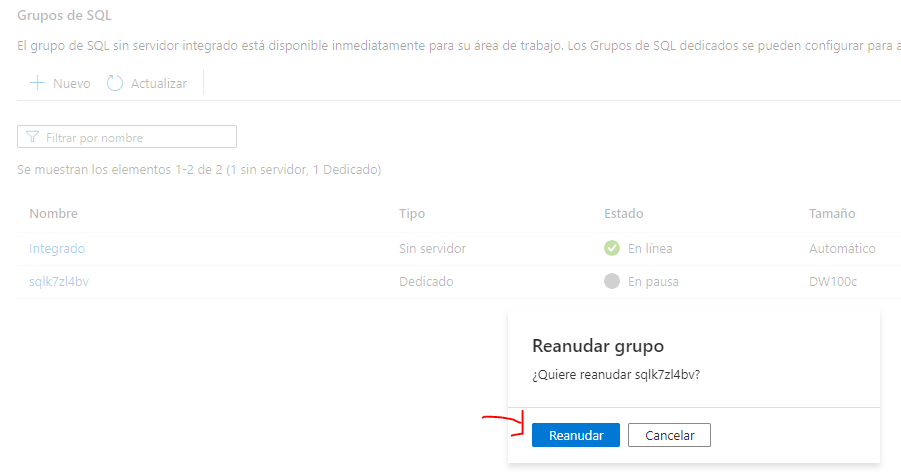 Grupos de SQL
El grupo de SQL sin servidor integrado está disponible inmediatamente para su área de trabajo. Los Grupos de SQL dedicados se pueden configurar para a
Nuevo Actualizar
Filtrar por nombre
Se muestran los elementos 1-2 de 2 (1 sin servidor, 1 Dedicado)
Nombre Tipo Estado Tamaño
Integrado Sin servidor En línea Automático
sqlk7zl4bv Dedicado En pausa DW100c
Reanudar grupo
¿Quiere reanudar sqlk7zl4bv?
Reanudar Cancelar